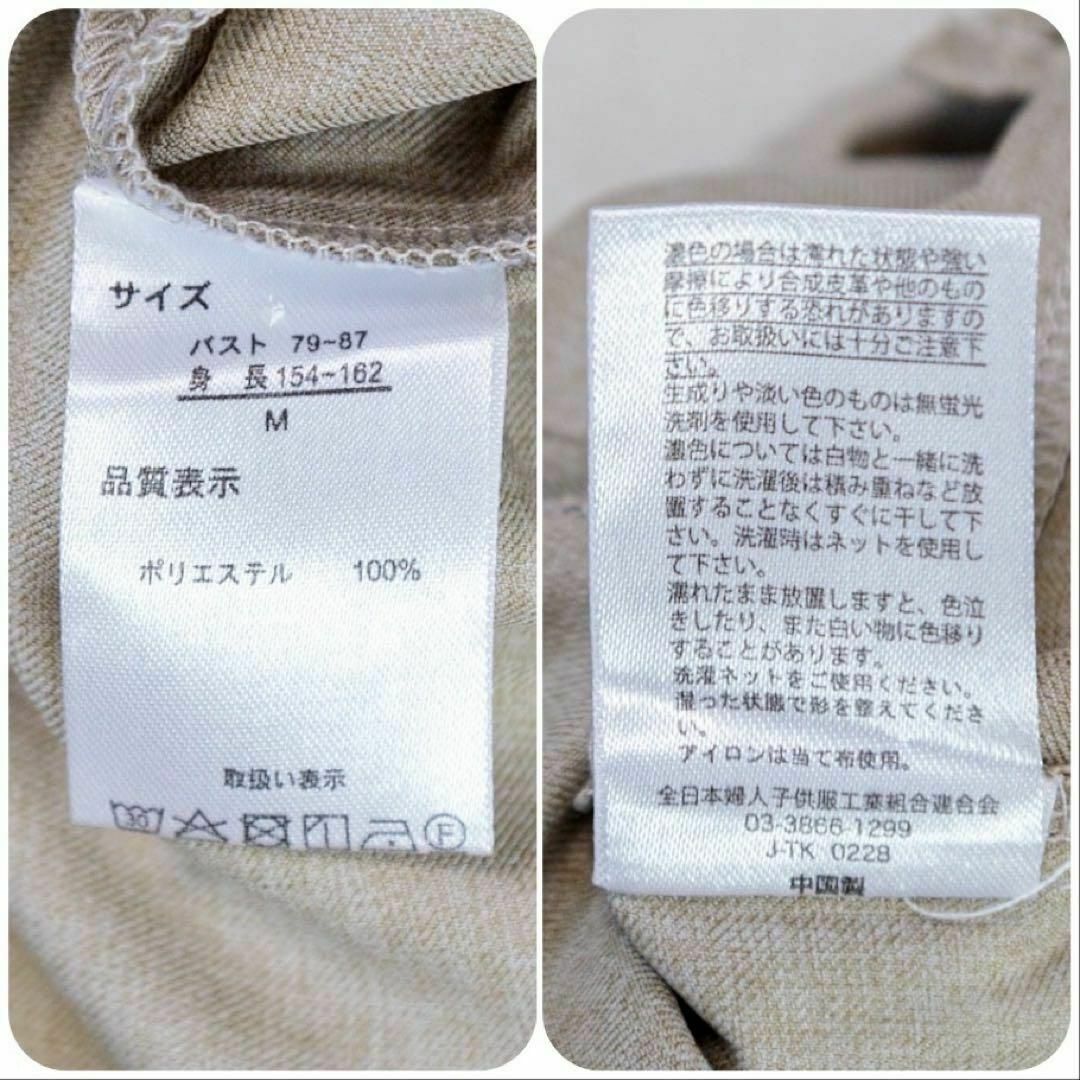 サイズ
バスト 79~87
身 長 154~162
M
品質表示
ポリエステル 100%
取扱い表示
30
F
濃色の場合は濡れた状態や強い
摩擦により合成皮革や他のもの
に色移りする恐れがありますの
で、お取扱いには十分ご注意下
さい。
生成りや淡い色のものは無蛍光
洗剤を使用して下さい。
濃色については白物と一緒に洗
わずに洗濯後は積み重ねなど放
置することなくすぐに干して下
さい。洗濯時はネットを使用し
て下さい。
濡れたまま放置しますと、色泣
きしたり、また白い物に色移り
することがあります。
洗濯ネットをご使用ください。
湿った状態で形を整えてくださ
い。
アイロンは当て布使用。
全日本婦人子供服工業組合連合会
03-3866-1299
J-TK 0228
中国製